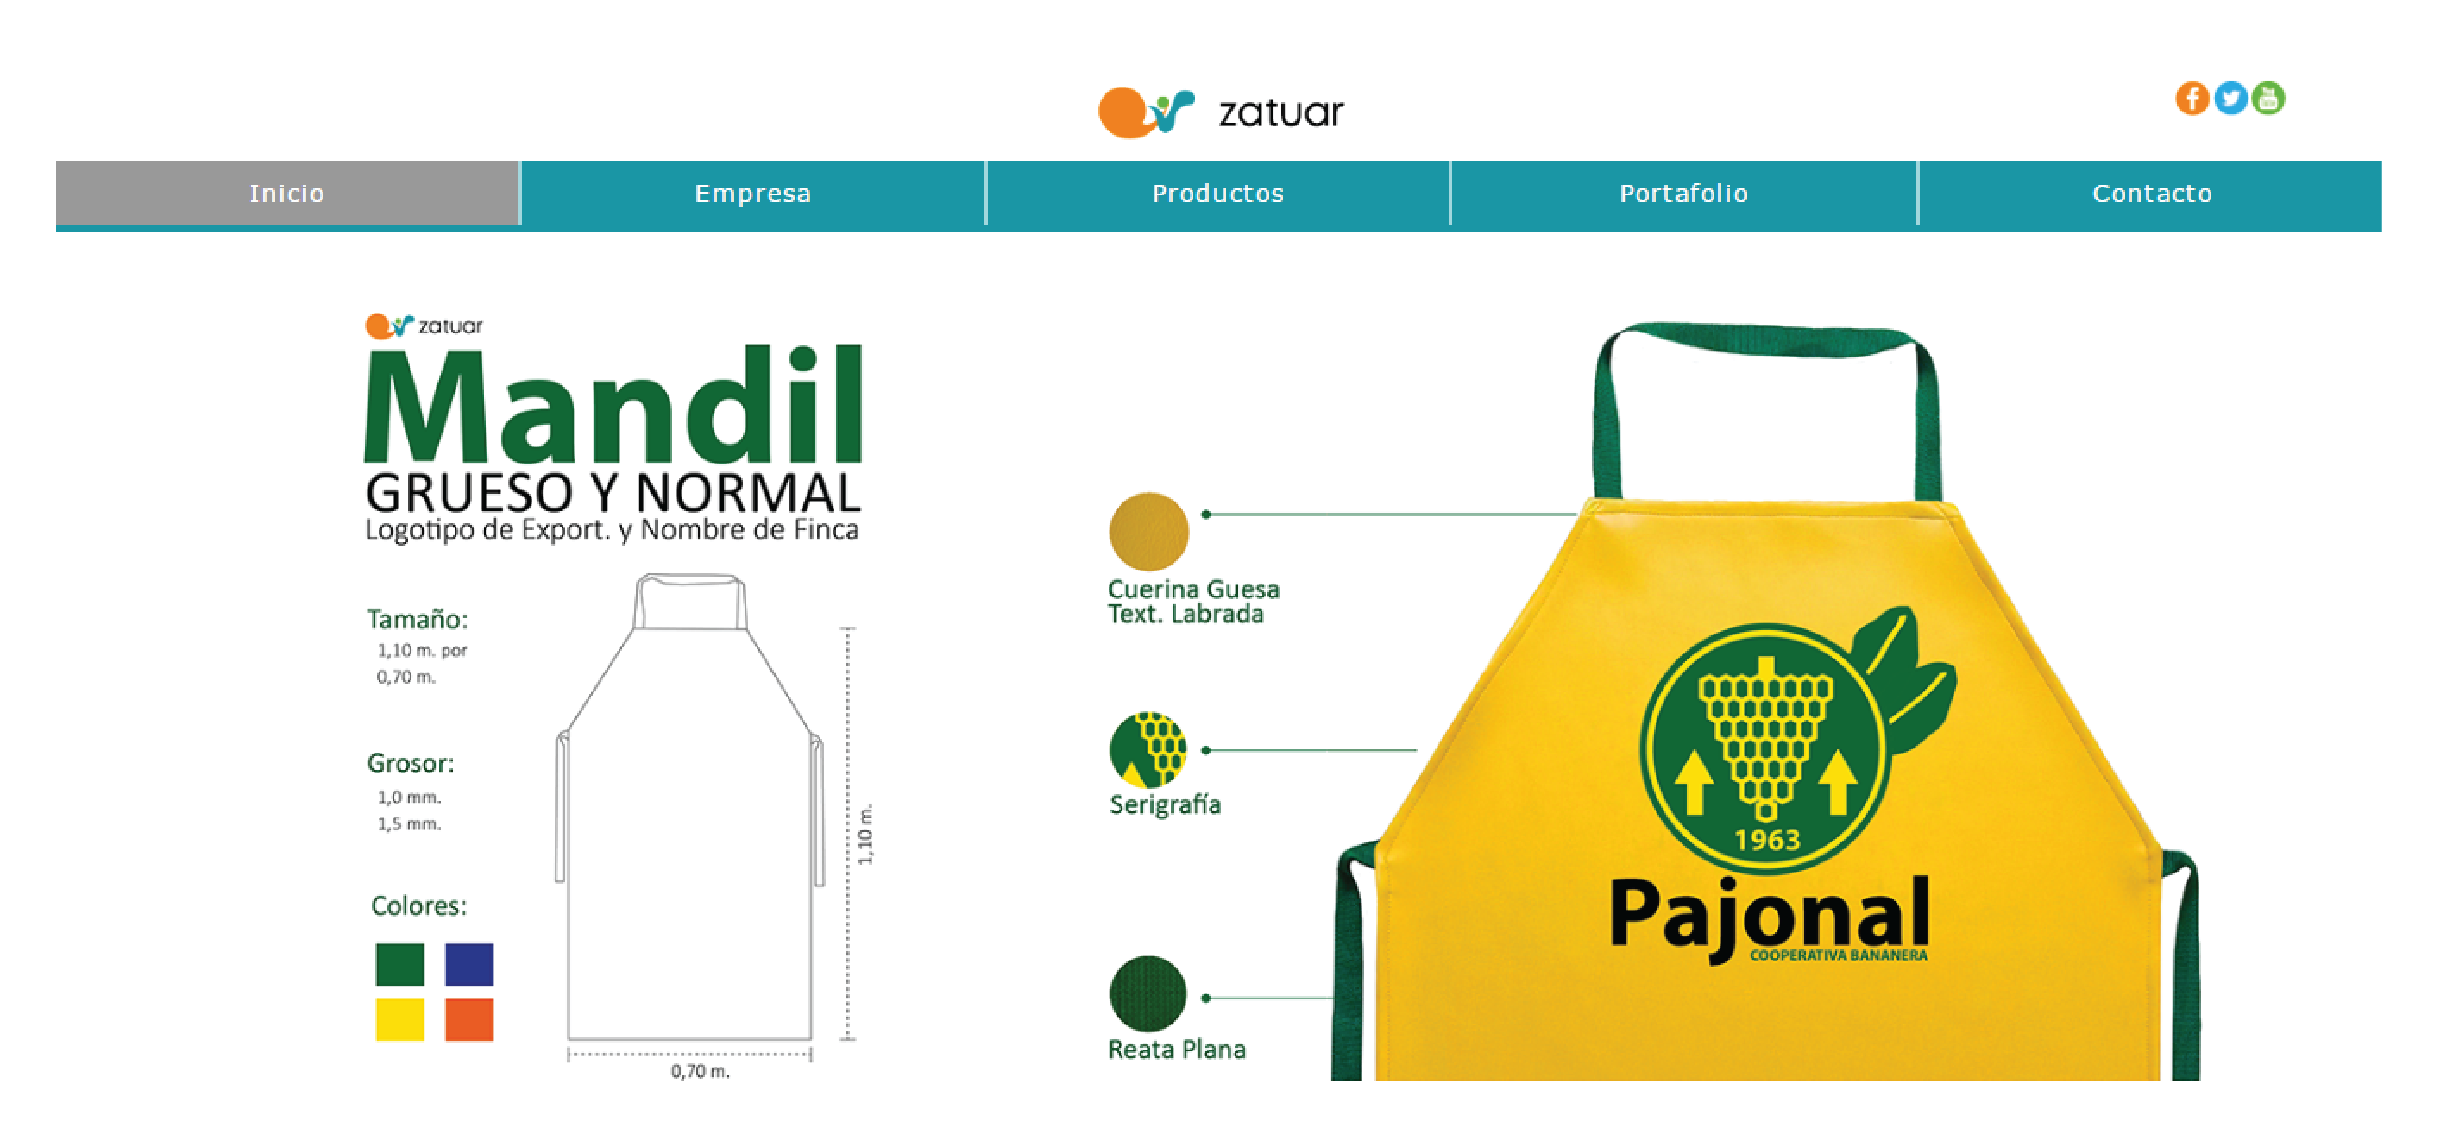 zatuar
Inicio
Empresa
Productos
Portafolio
Contacto
zatuar
Mandil
GRUESO Y NORMAL
Logotipo de Export. y Nombre de Finca
Tamaño:
1,10 m. por
0,70 m.
Grosor:
1,0 mm.
1,5 mm.
Colores:
1,10 m.
0,70 m.
Cuerina Guesa
Text. Labrada
Serigrafía
Reata Plana
1963
Pajonal
COOPERATIVA BANANERA